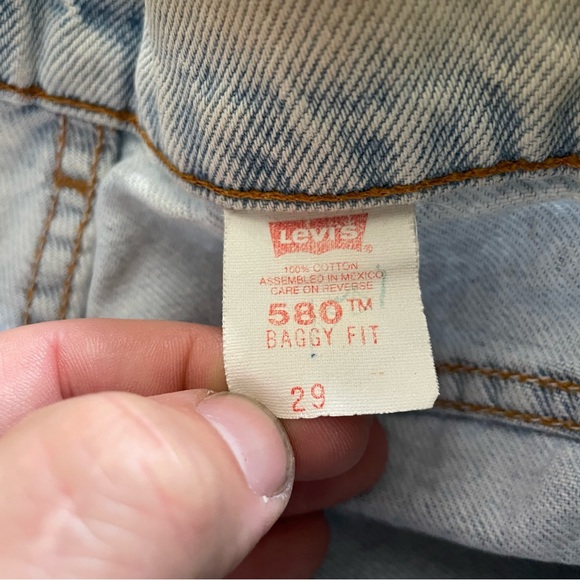 Levi's
100% COTTON
ASSEMBLED IN MEXICO
CARE ON REVERSE
580™
BAGGY FIT
29